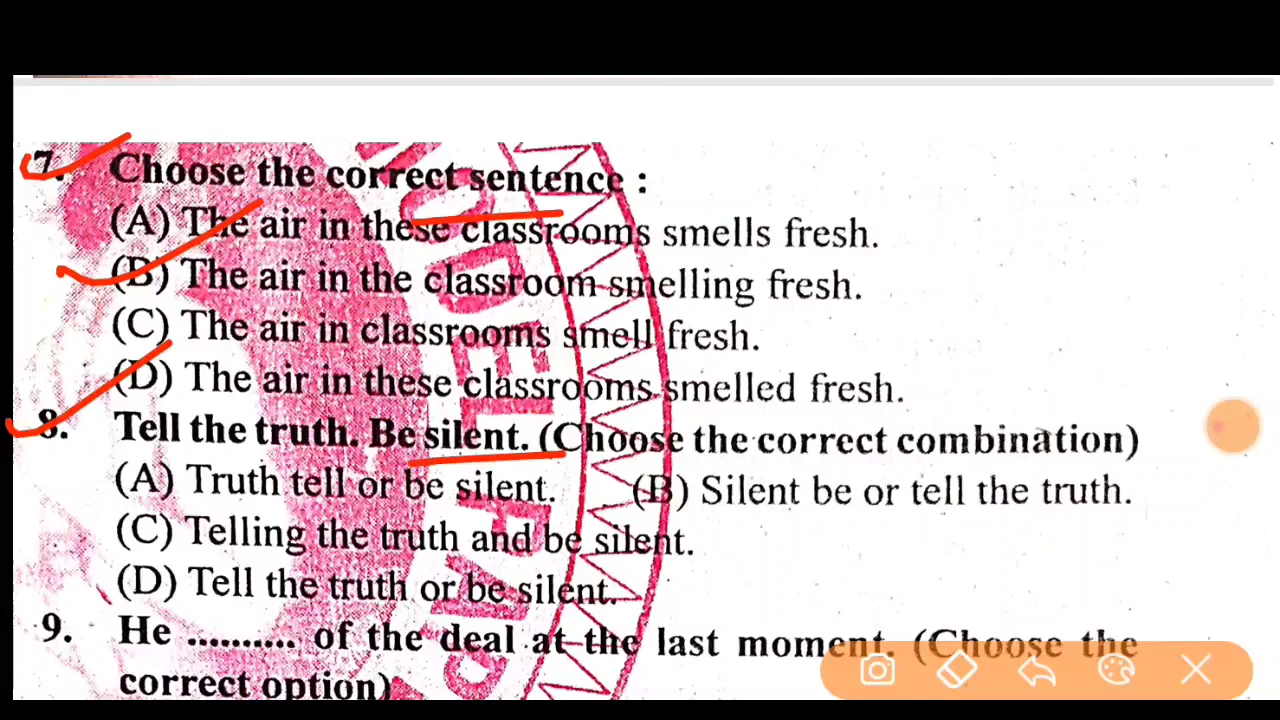 7. Choose the correct sentence :
(A) The air in these classrooms smells fresh.
(B) The air in the classroom smelling fresh.
(C) The air in classrooms smell fresh.
(D) The air in these classrooms smelled fresh.
8. Tell the truth. Be silent. (Choose the correct combination)
(A) Truth tell or be silent. (B) Silent be or tell the truth.
(C) Telling the truth and be silent.
(D) Tell the truth or be silent.
9. He .......... of the deal at the last moment. (Choose the
correct option)
MODEL PAP